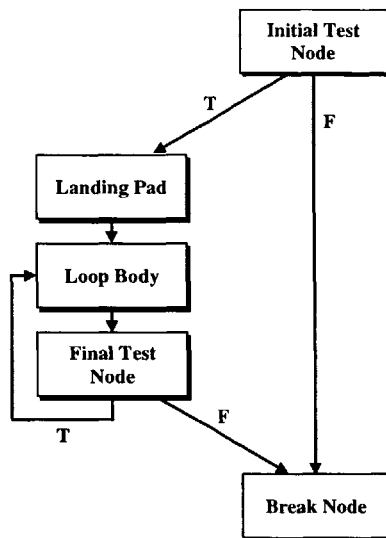 Initial Test
Node
T
F
Landing Pad
Loop Body
Final Test
Node
T
F
Break Node